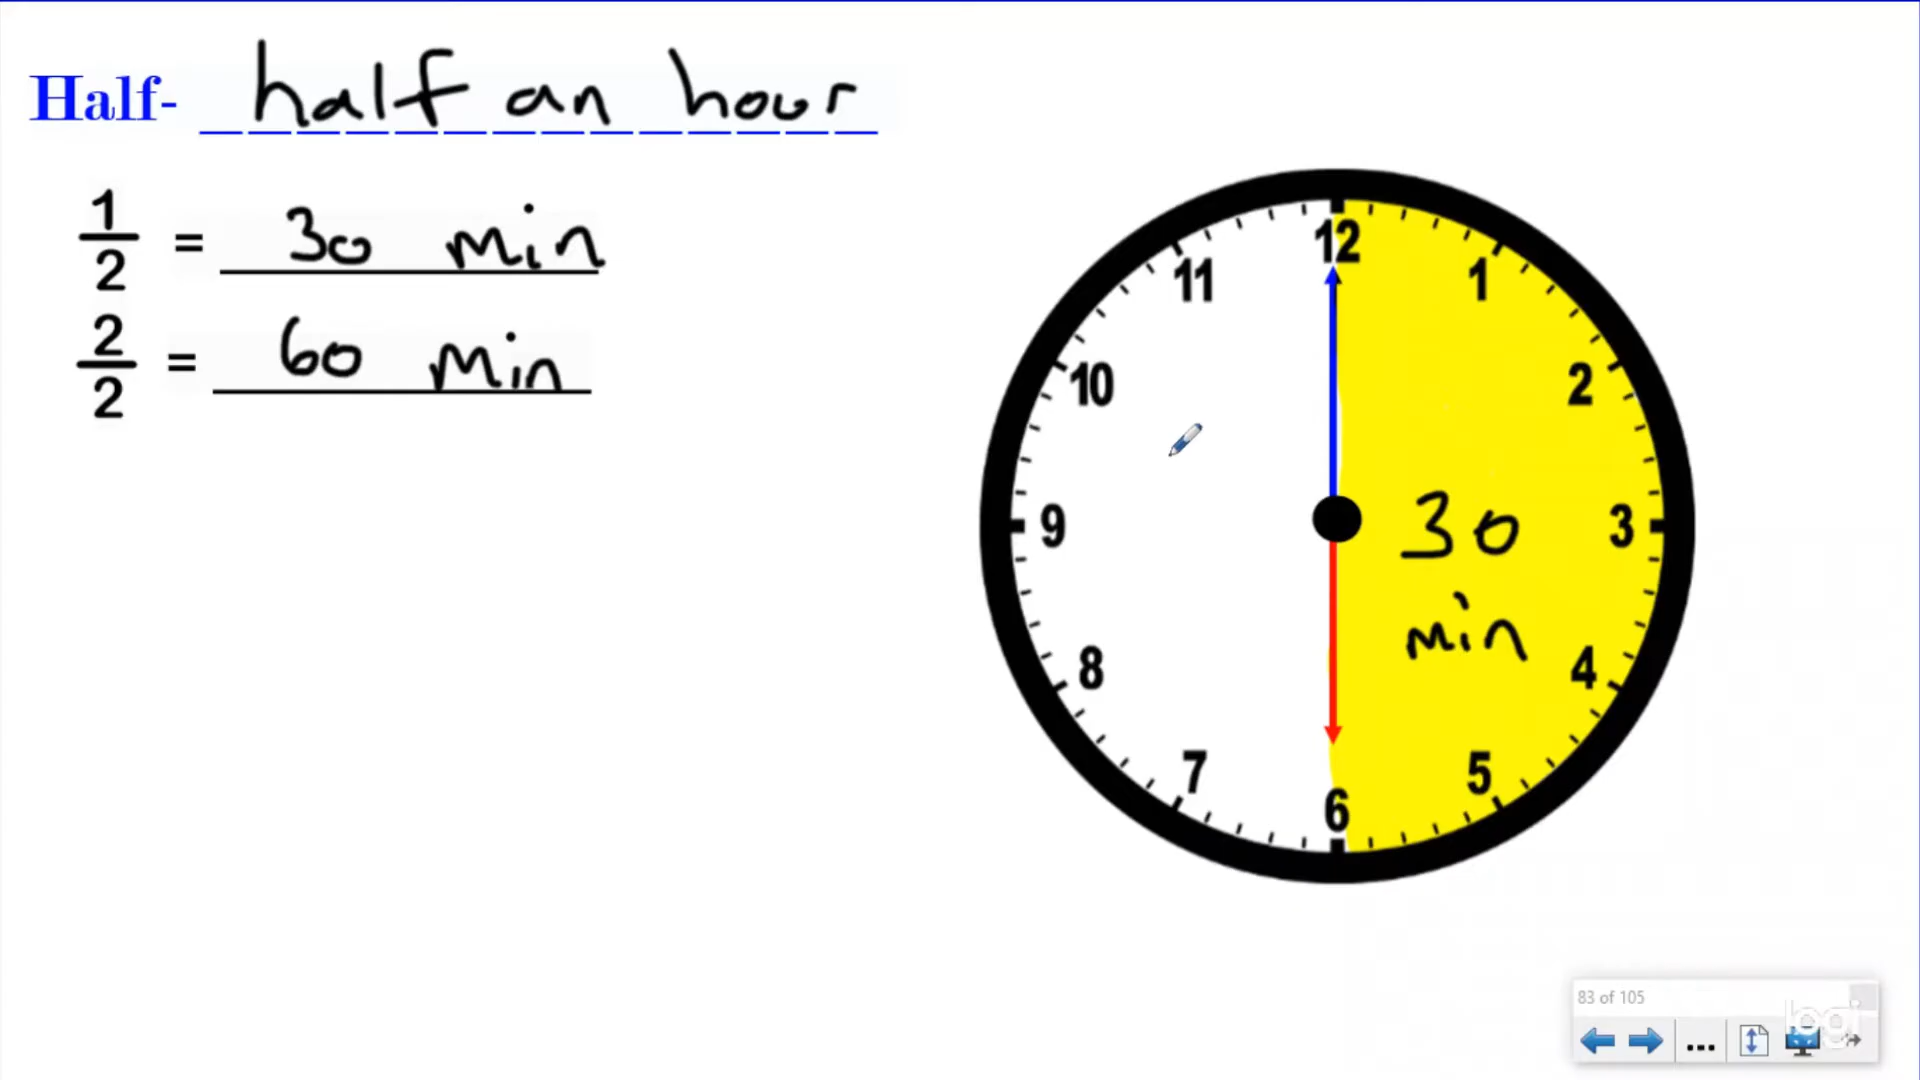 Half- half an hour
1/2 = 30 min
2/2 = 60 min
12
11
1
10
2
9
3
8
4
7
5
6
30
min
83 of 105
logi
...